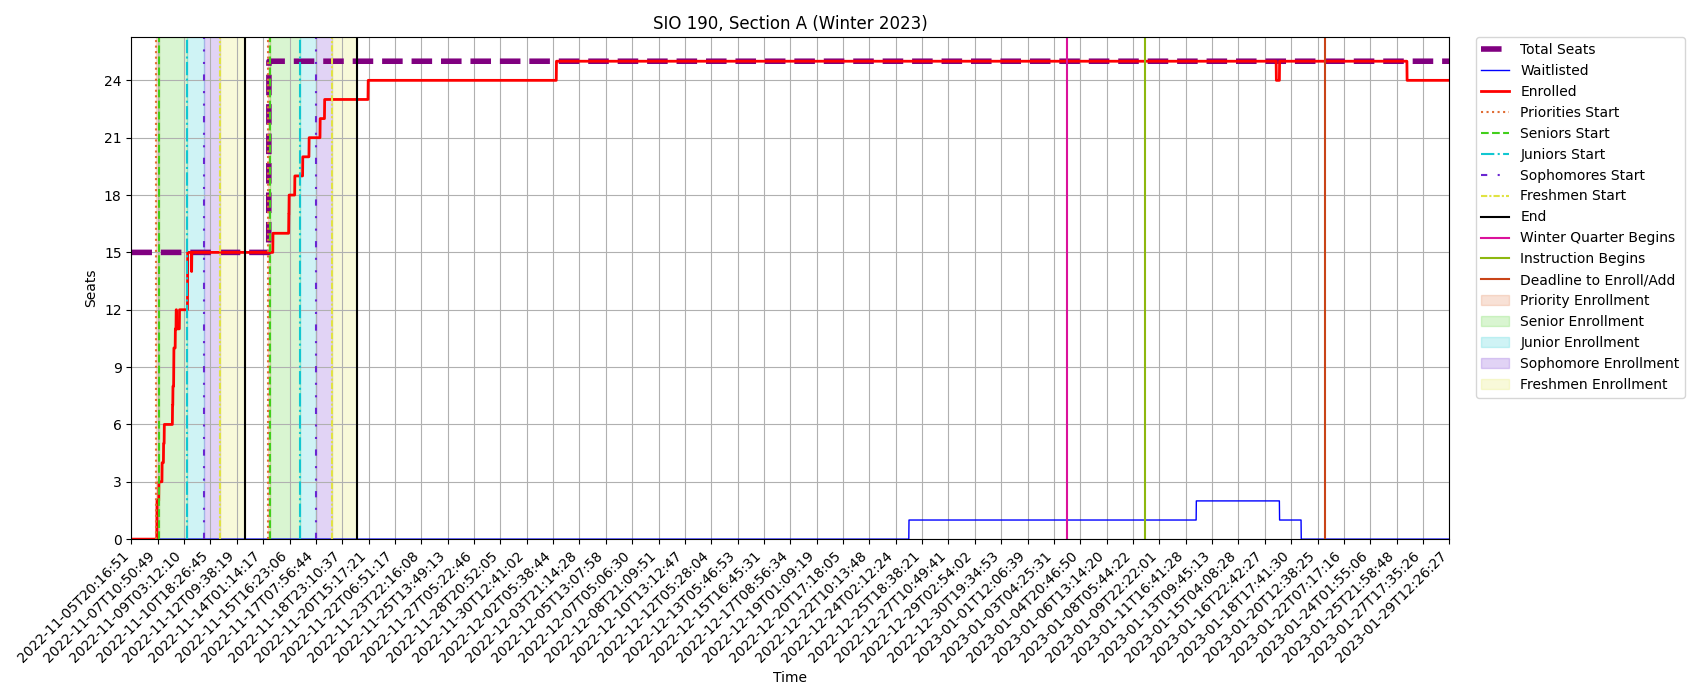 SIO 190, Section A (Winter 2023)
Seats
24
21
18
15
12
9
6
3
0
2022-11-05T20:16:51
2022-11-07T10:50:49
2022-11-09T03:12:10
2022-11-10T18:26:45
2022-11-12T09:38:19
2022-11-14T01:14:17
2022-11-15T16:23:06
2022-11-17T07:56:44
2022-11-18T23:10:37
2022-11-20T15:17:21
2022-11-22T06:51:17
2022-11-23T22:16:08
2022-11-25T13:49:13
2022-11-27T05:22:46
2022-11-28T20:52:05
2022-11-30T12:41:02
2022-12-02T05:38:44
2022-12-03T21:14:28
2022-12-05T13:07:58
2022-12-07T05:06:30
2022-12-08T21:09:51
2022-12-10T13:12:47
2022-12-12T05:28:04
2022-12-13T05:46:53
2022-12-15T16:45:31
2022-12-17T08:56:34
2022-12-19T01:09:19
2022-12-20T17:18:05
2022-12-22T10:13:48
2022-12-24T02:12:24
2022-12-25T18:38:21
2022-12-27T10:49:41
2022-12-29T02:54:02
2022-12-30T19:34:53
2023-01-01T12:06:39
2023-01-03T04:25:31
2023-01-04T20:46:50
2023-01-06T13:14:20
2023-01-08T05:44:22
2023-01-09T22:22:01
2023-01-11T16:41:28
2023-01-13T09:45:13
2023-01-15T04:08:28
2023-01-16T22:42:27
2023-01-18T17:41:30
2023-01-20T12:38:25
2023-01-22T07:17:16
2023-01-24T01:55:06
2023-01-25T21:58:48
2023-01-27T17:35:26
2023-01-29T12:26:27
Time
Total Seats
Waitlisted
Enrolled
Priorities Start
Seniors Start
Juniors Start
Sophomores Start
Freshmen Start
End
Winter Quarter Begins
Instruction Begins
Deadline to Enroll/Add
Priority Enrollment
Senior Enrollment
Junior Enrollment
Sophomore Enrollment
Freshmen Enrollment